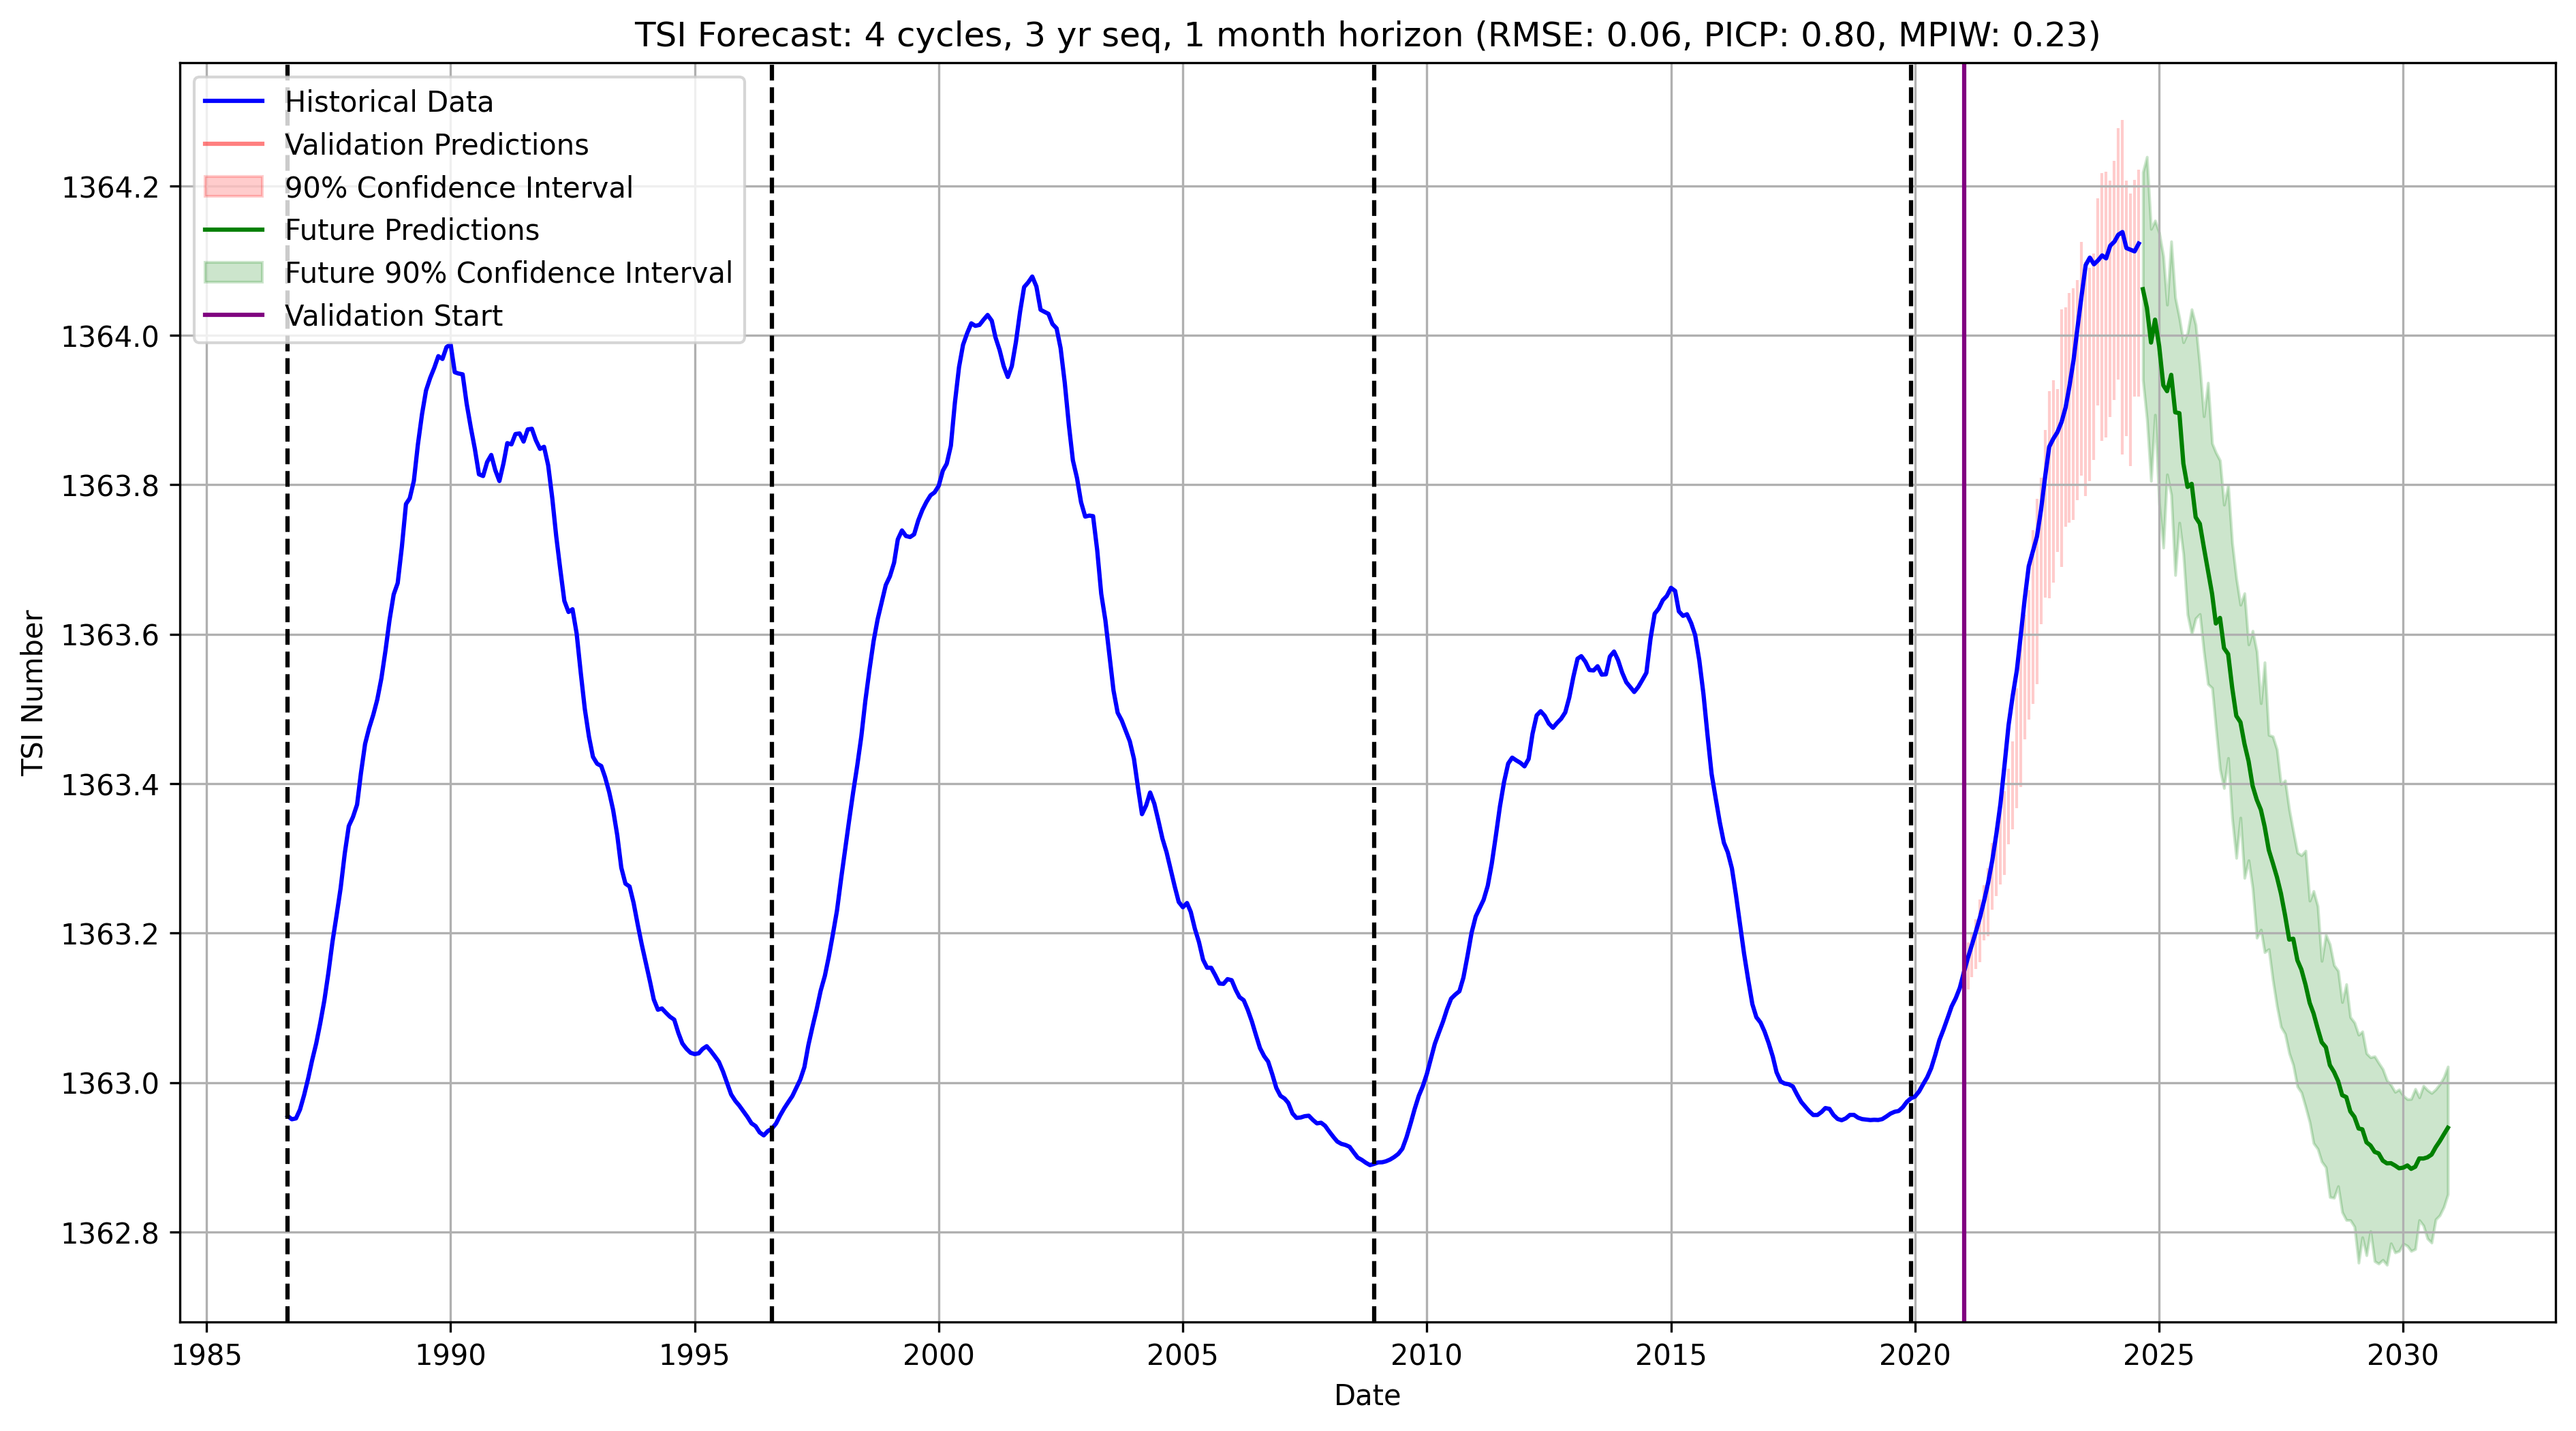 TSI Forecast: 4 cycles, 3 yr seq, 1 month horizon (RMSE: 0.06, PICP: 0.80, MPIW: 0.23)
Historical Data
Validation Predictions
90% Confidence Interval
Future Predictions
Future 90% Confidence Interval
Validation Start
TSI Number
1364.2
1364.0
1363.8
1363.6
1363.4
1363.2
1363.0
1362.8
1985 1990 1995 2000 2005 2010 2015 2020 2025 2030
Date